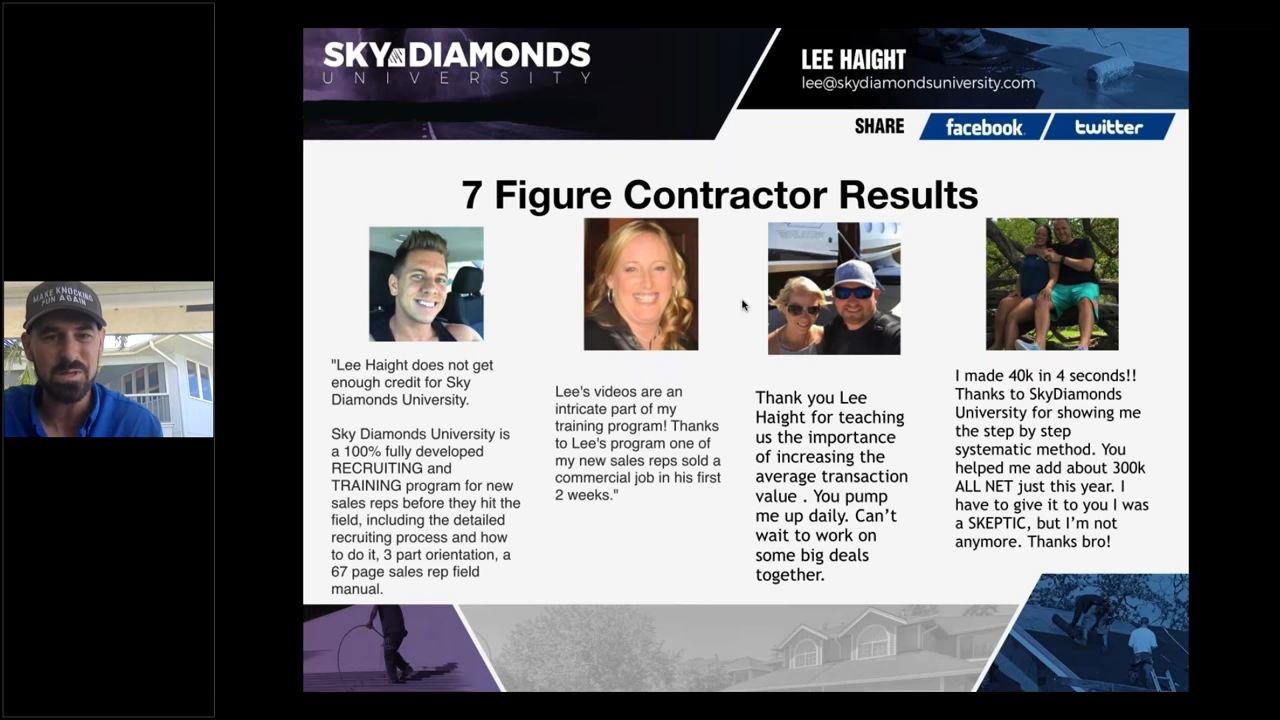 SKY DIAMONDS
UNIVERSITY
LEE HAIGHT
lee@skydiamondsuniversity.com
SHARE facebook twitter
7 Figure Contractor Results
MAKE KNOCKING
FUN AGAIN
"Lee Haight does not get
enough credit for Sky
Diamonds University.
Sky Diamonds University is
a 100% fully developed
RECRUITING and
TRAINING program for new
sales reps before they hit the
field, including the detailed
recruiting process and how
to do it, 3 part orientation, a
67 page sales rep field
manual.
Lee's videos are an
intricate part of my
training program! Thanks
to Lee's program one of
my new sales reps sold a
commercial job in his first
2 weeks."
Thank you Lee
Haight for teaching
us the importance
of increasing the
average transaction
value . You pump
me up daily. Can't
wait to work on
some big deals
together.
I made 40k in 4 seconds!!
Thanks to SkyDiamonds
University for showing me
the step by step
systematic method. You
helped me add about 300k
ALL NET just this year. I
have to give it to you I was
a SKEPTIC, but I'm not
anymore. Thanks bro!